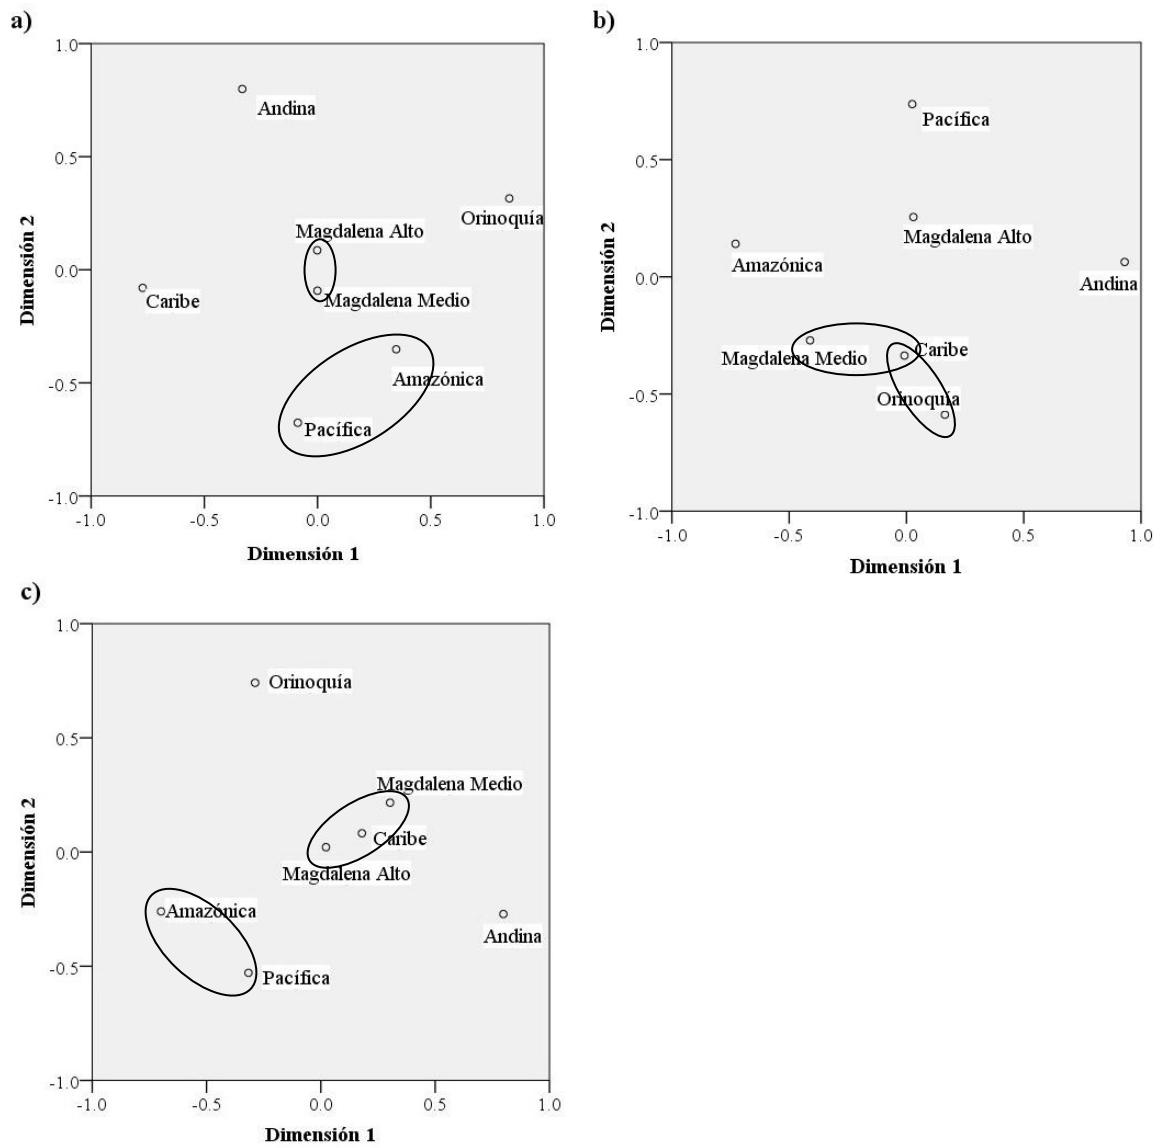 a)
1.0
0.5
0.0
-0.5
-1.0
Dimensión 2
Andina
Orinoquía
Magdalena Alto
Caribe
Magdalena Medio
Amazónica
Pacífica
-1.0 -0.5 0.0 0.5 1.0
Dimensión 1
b)
1.0
0.5
0.0
-0.5
-1.0
Dimensión 2
Pacífica
Magdalena Alto
Amazónica
Andina
Caribe
Magdalena Medio
Orinoquía
-1.0 -0.5 0.0 0.5 1.0
Dimensión 1
c)
1.0
0.5
0.0
-0.5
-1.0
Dimensión 2
Orinoquía
Magdalena Medio
Caribe
Magdalena Alto
Amazónica
Andina
Pacífica
-1.0 -0.5 0.0 0.5 1.0
Dimensión 1